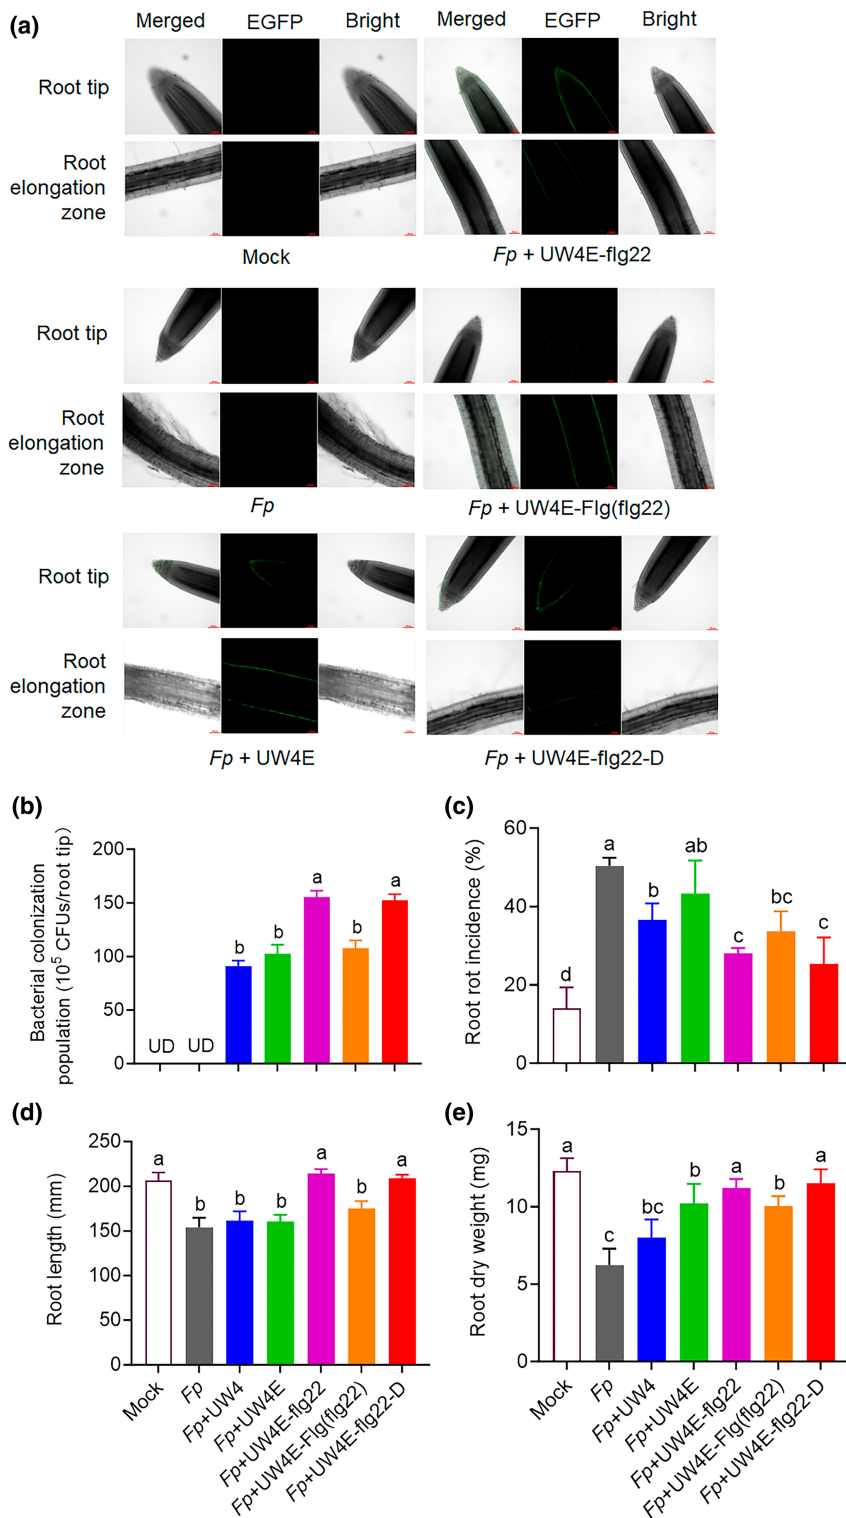 (a)
Merged EGFP Bright Merged EGFP Bright
Root tip
Root
elongation
zone
Mock Fp + UW4E-flg22
Root tip
Root
elongation
zone
Fp Fp + UW4E-Flg(flg22)
Root tip
Root
elongation
zone
Fp + UW4E Fp + UW4E-flg22-D
(b)
Bacterial colonization
population (10⁵ CFUs/root tip)
200
150
100
50
0
UD UD b b a b a
(c)
Root rot incidence (%)
60
40
20
0
d a b ab c bc c
(d)
Root length (mm)
250
200
150
100
50
0
a b b b a b a
Mock
Fp
Fp+UW4
Fp+UW4E
Fp+UW4E-flg22
Fp+UW4E-Flg(flg22)
Fp+UW4E-flg22-D
(e)
Root dry weight (mg)
15
10
5
0
a c bc b a b a
Mock
Fp
Fp+UW4
Fp+UW4E
Fp+UW4E-flg22
Fp+UW4E-Flg(flg22)
Fp+UW4E-flg22-D